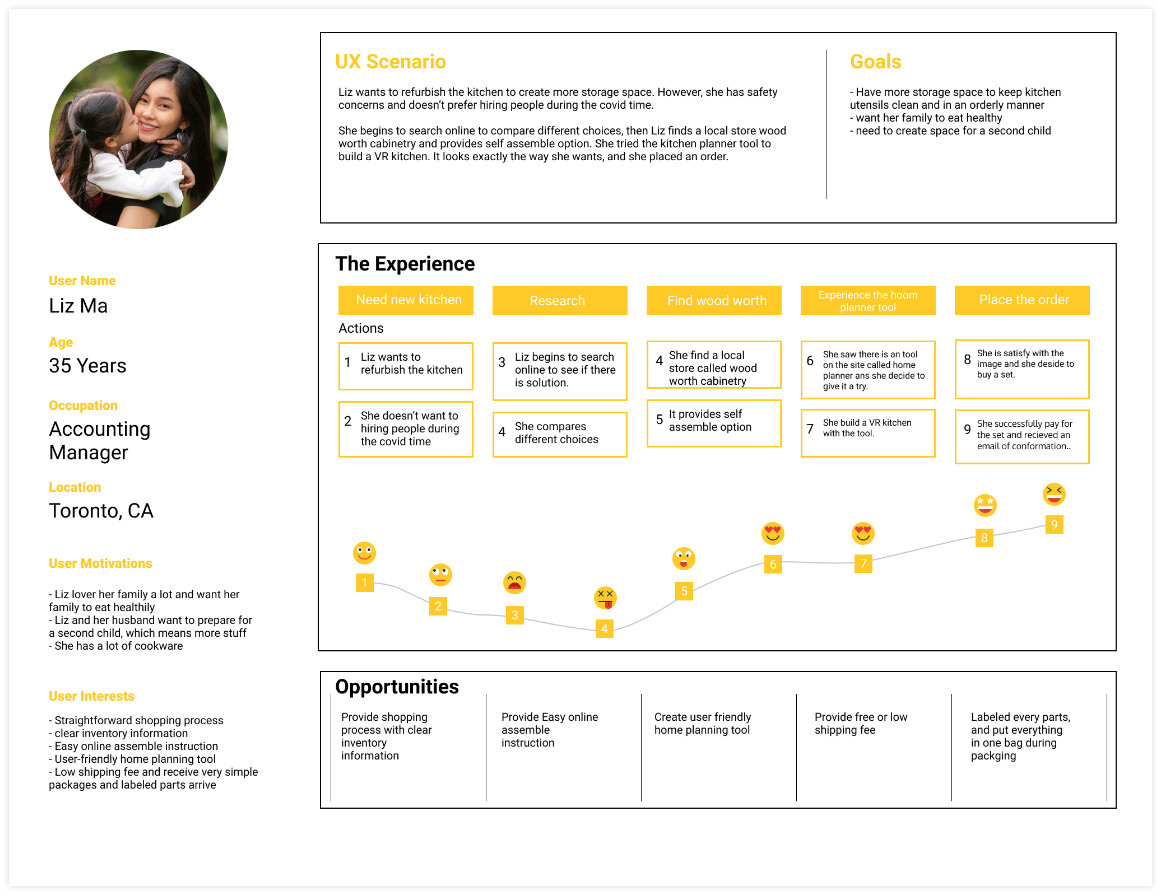 User Name
Liz Ma
Age
35 Years
Occupation
Accounting
Manager
Location
Toronto, CA
User Motivations
- Liz lover her family a lot and want her
family to eat healthily
- Liz and her husband want to prepare for
a second child, which means more stuff
- She has a lot of cookware
User Interests
- Straightforward shopping process
- clear inventory information
- Easy online assemble instruction
- User-friendly home planning tool
- Low shipping fee and receive very simple
packages and labeled parts arrive
UX Scenario
Liz wants to refurbish the kitchen to create more storage space. However, she has safety
concerns and doesn't prefer hiring people during the covid time.
She begins to search online to compare different choices, then Liz finds a local store wood
worth cabinetry and provides self assemble option. She tried the kitchen planner tool to
build a VR kitchen. It looks exactly the way she wants, and she placed an order.
Goals
- Have more storage space to keep kitchen
utensils clean and in an orderly manner
- want her family to eat healthy
- need to create space for a second child
The Experience
Need new kitchen
Research
Find wood worth
Experience the hoom
planner tool
Place the order
Actions
1 Liz wants to
refurbish the kitchen
2 She doesn't want to
hiring people during
the covid time
3 Liz begins to search
online to see if there
is solution.
4 She compares
different choices
4 She find a local
store called wood
worth cabinetry
5 It provides self
assemble option
6 She saw there is an tool
on the site called home
planner ans she decide to
give it a try.
7 She build a VR kitchen
with the tool.
8 She is satisfy with the
image and she deside to
buy a set.
9 She successfully pay for
the set and recieved an
email of conformation..
1
2
3
4
5
6
7
8
9
Opportunities
Provide shopping
process with clear
inventory
information
Provide Easy online
assemble
instruction
Create user friendly
home planning tool
Provide free or low
shipping fee
Labeled every parts,
and put everything
in one bag during
packging